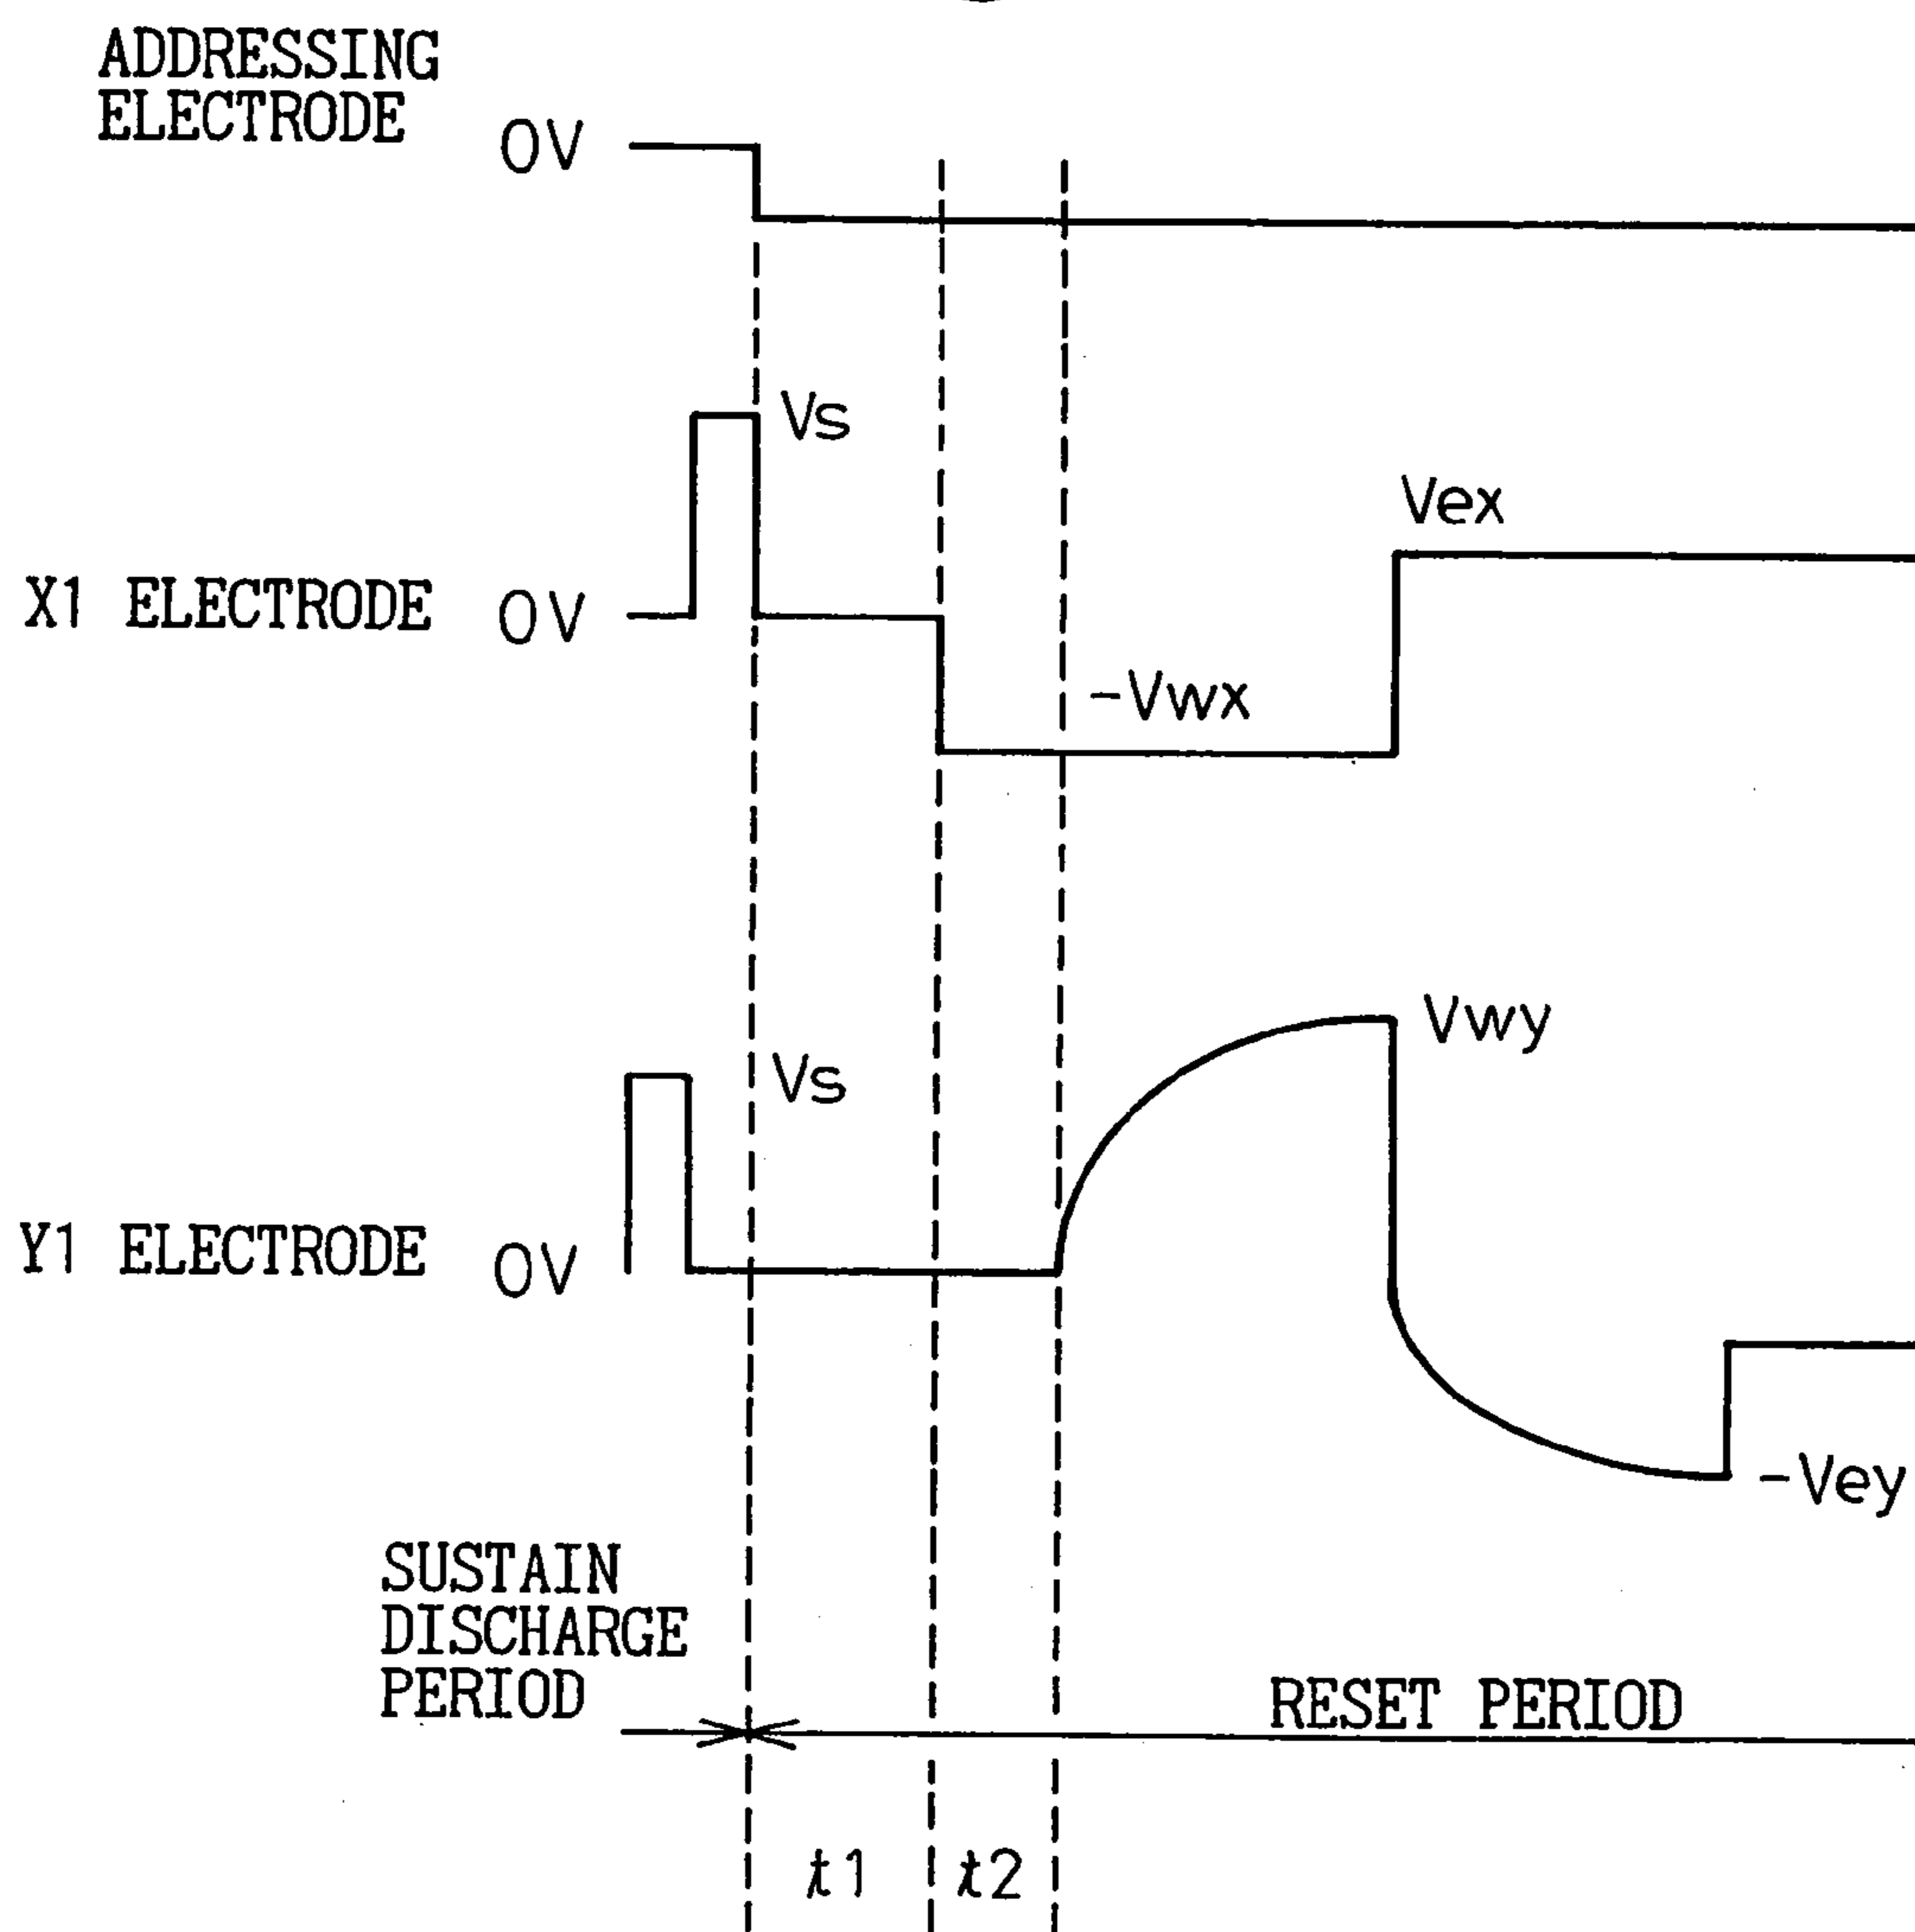 ADDRESSING
ELECTRODE
0V
Vs
Vex
X1 ELECTRODE 0V
-Vwx
Vwy
Vs
Y1 ELECTRODE 0V
-Vey
SUSTAIN
DISCHARGE
PERIOD
RESET PERIOD
t1 t2